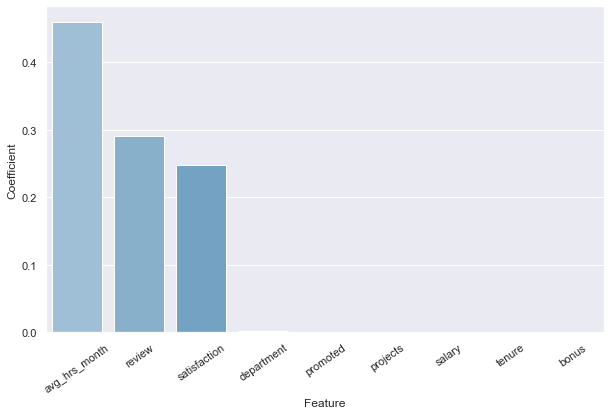 Coefficient
0.4
0.3
0.2
0.1
0.0
avg_hrs_month
review
satisfaction
department
promoted
projects
salary
tenure
bonus
Feature